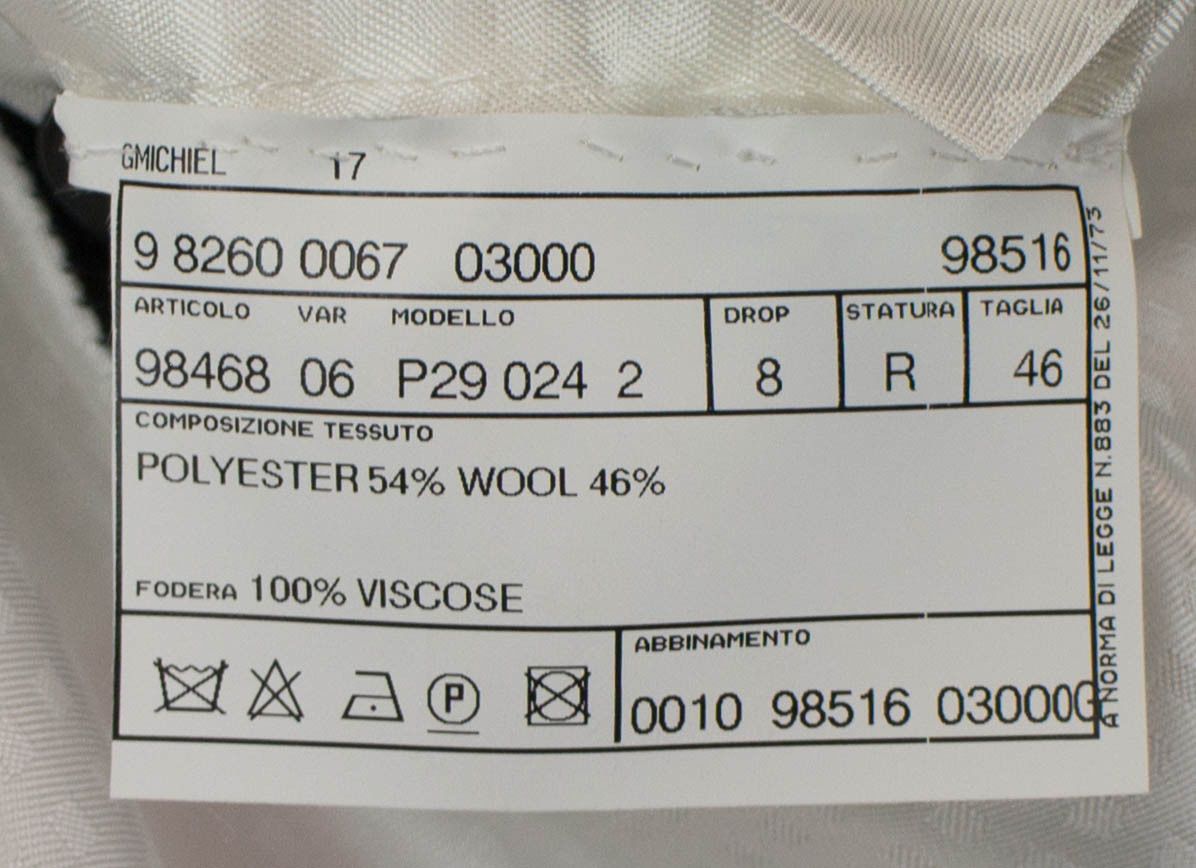 GMICHIEL 17
9 8260 0067 03000 98516
ARTICOLO VAR MODELLO DROP STATURA TAGLIA
98468 06 P29 024 2 8 R 46
COMPOSIZIONE TESSUTO
POLYESTER 54% WOOL 46%
FODERA 100% VISCOSE
P
ABBINAMENTO
0010 98516 03000G
A NORMA DI LEGGE N.883 DEL 26/11/73